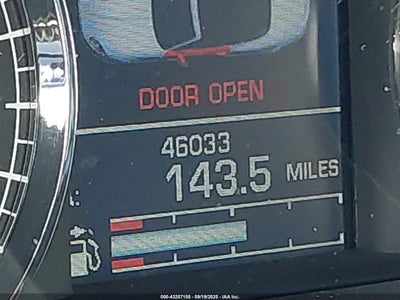 DOOR OPEN
46033
143.5 MILES
000-43257155 - 09/19/2025 - IAA Inc.